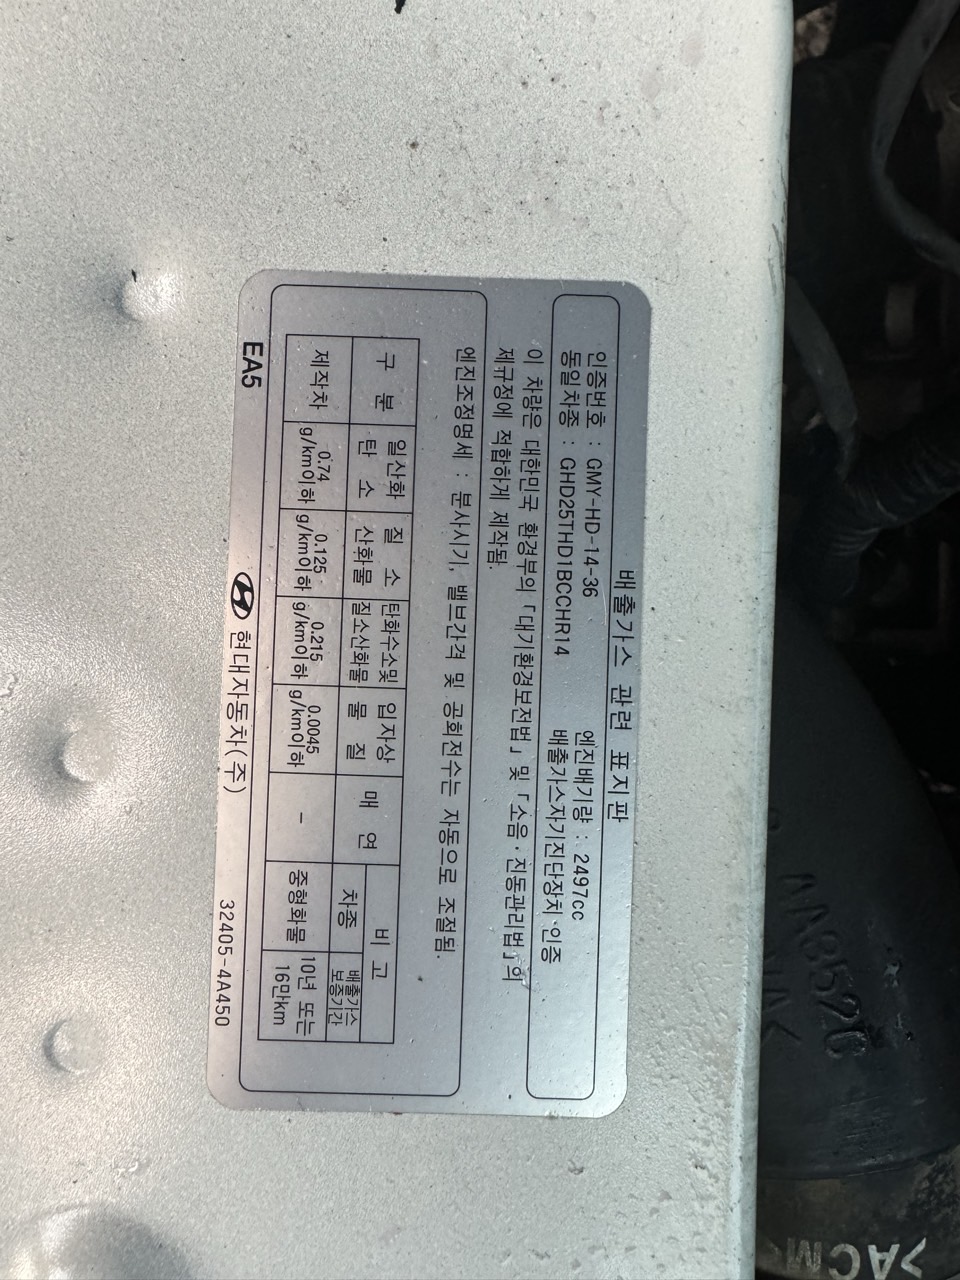 배출가스 관련 표지판
인증번호 : GMY-HD-14-36 엔진배기량 : 2497cc
동일차종 : GHD25THD1BCCHR14 배출가스자기진단장치·인증
이 차량은 대한민국 환경부의 「대기환경보전법」 및 「소음·진동관리법」의
제규정에 적합하게 제작됨.
엔진조정명세 : 분사시기, 밸브간격 및 공회전수는 자동으로 조절됨.
구 분 일산화 탄 소 질 소 산화물 탄화수소및 질소산화물 입자상 물 질 매 연 비 고
차종 배출가스 보증기간
제작차 0.74 g/km이하 0.125 g/km이하 0.215 g/km이하 0.0045 g/km이하 - 중형화물 10년 또는 16만km
EA5 현대자동차(주) 32405-4A450
>ACM